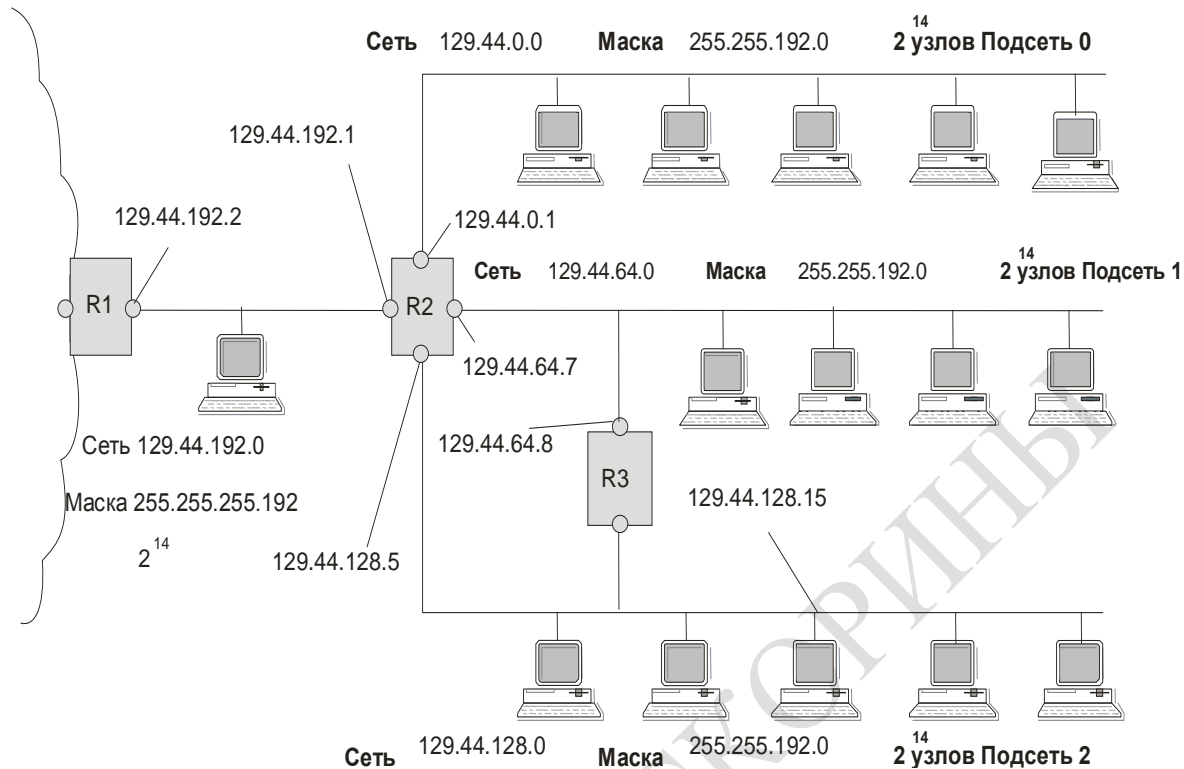 Сеть 129.44.0.0 Маска 255.255.192.0 2 14 узлов Подсеть 0
129.44.192.1
129.44.192.2
129.44.0.1
Сеть 129.44.64.0 Маска 255.255.192.0 2 14 узлов Подсеть 1
R1
R2
129.44.64.7
Сеть 129.44.192.0
129.44.64.8
Маска 255.255.255.192
R3
129.44.128.15
2 14
129.44.128.5
Сеть 129.44.128.0 Маска 255.255.192.0 2 14 узлов Подсеть 2
СКОРИНЫ